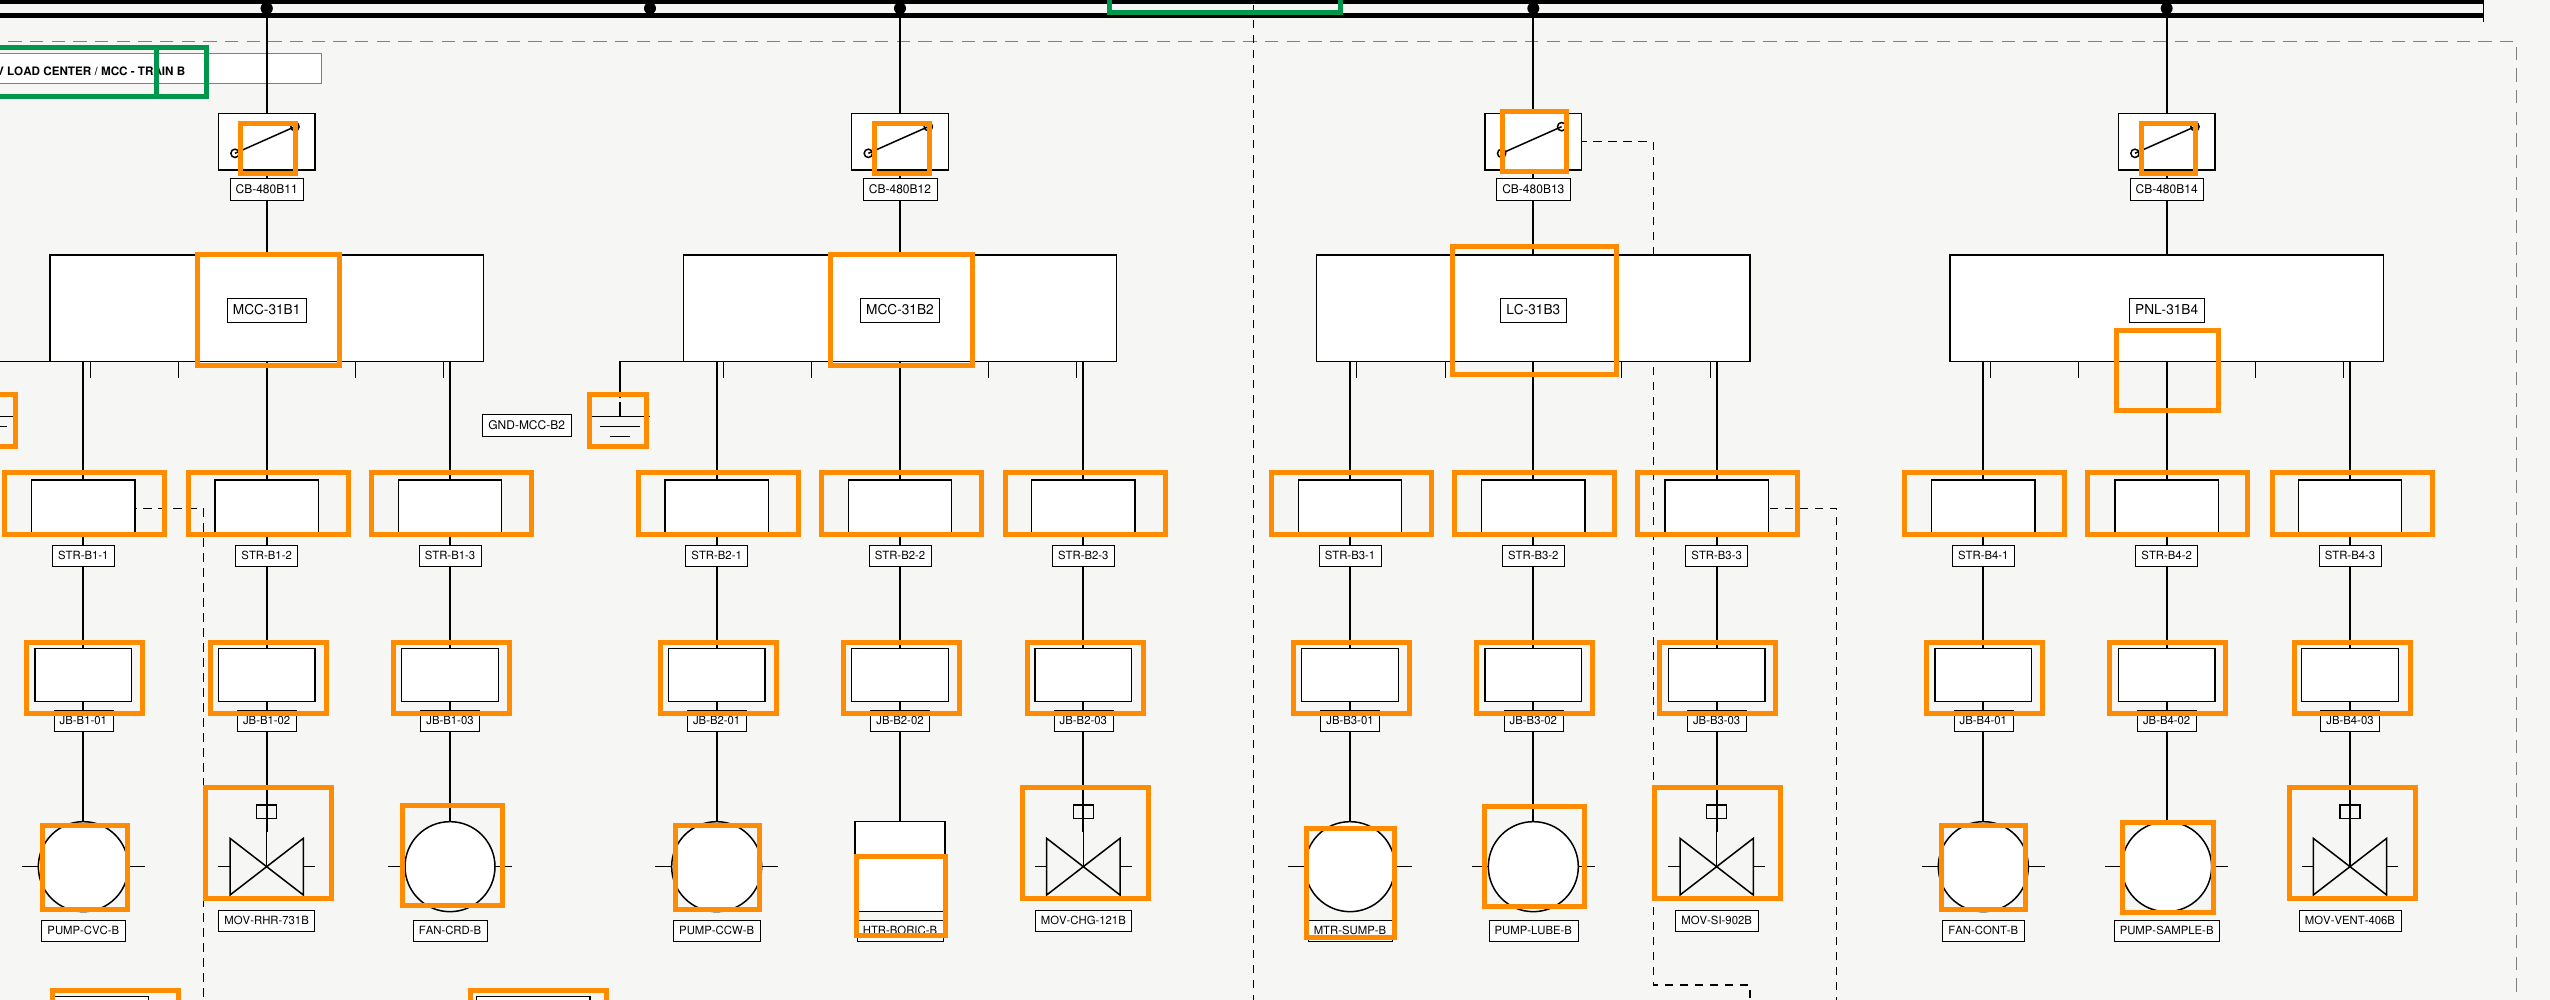 V LOAD CENTER / MCC - TRAIN B
CB-480B11
CB-480B12
CB-480B13
CB-480B14
MCC-31B1
MCC-31B2
LC-31B3
PNL-31B4
GND-MCC-B2
STR-B1-1
STR-B1-2
STR-B1-3
STR-B2-1
STR-B2-2
STR-B2-3
STR-B3-1
STR-B3-2
STR-B3-3
STR-B4-1
STR-B4-2
STR-B4-3
JB-B1-01
JB-B1-02
JB-B1-03
JB-B2-01
JB-B2-02
JB-B2-03
JB-B3-01
JB-B3-02
JB-B3-03
JB-B4-01
JB-B4-02
JB-B4-03
PUMP-CVC-B
MOV-RHR-731B
FAN-CRD-B
PUMP-CCW-B
HTR-BORIC-B
MOV-CHG-121B
MTR-SUMP-B
PUMP-LUBE-B
MOV-SI-902B
FAN-CONT-B
PUMP-SAMPLE-B
MOV-VENT-406B